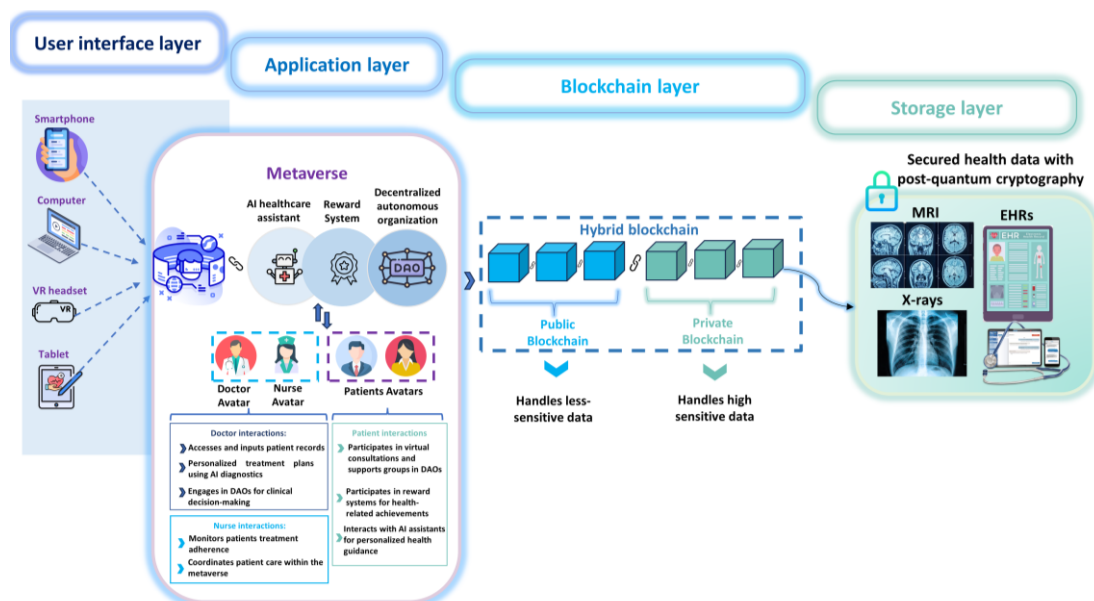 User interface layer
Application layer
Blockchain layer
Storage layer
Smartphone
Computer
VR headset
VR
Tablet
Metaverse
AI healthcare
assistant
Reward
System
Decentralized
autonomous
organization
DAO
Doctor
Avatar
Nurse
Avatar
Patients Avatars
Doctor interactions:
Accesses and inputs patient records
Personalized treatment plans
using AI diagnostics
Engages in DAOs for clinical
decision-making
Nurse interactions:
Monitors patients treatment
adherence
Coordinates patient care within the
metaverse
Patient interactions
Participates in virtual
consultations and
supports groups in DAOs
Participates in reward
systems for health-
related achievements
Interacts with AI assistants
for personalized health
guidance
Hybrid blockchain
Public
Blockchain
Private
Blockchain
Handles less-
sensitive data
Handles high
sensitive data
Secured health data with
post-quantum cryptography
MRI
EHRs
EHR
X-rays